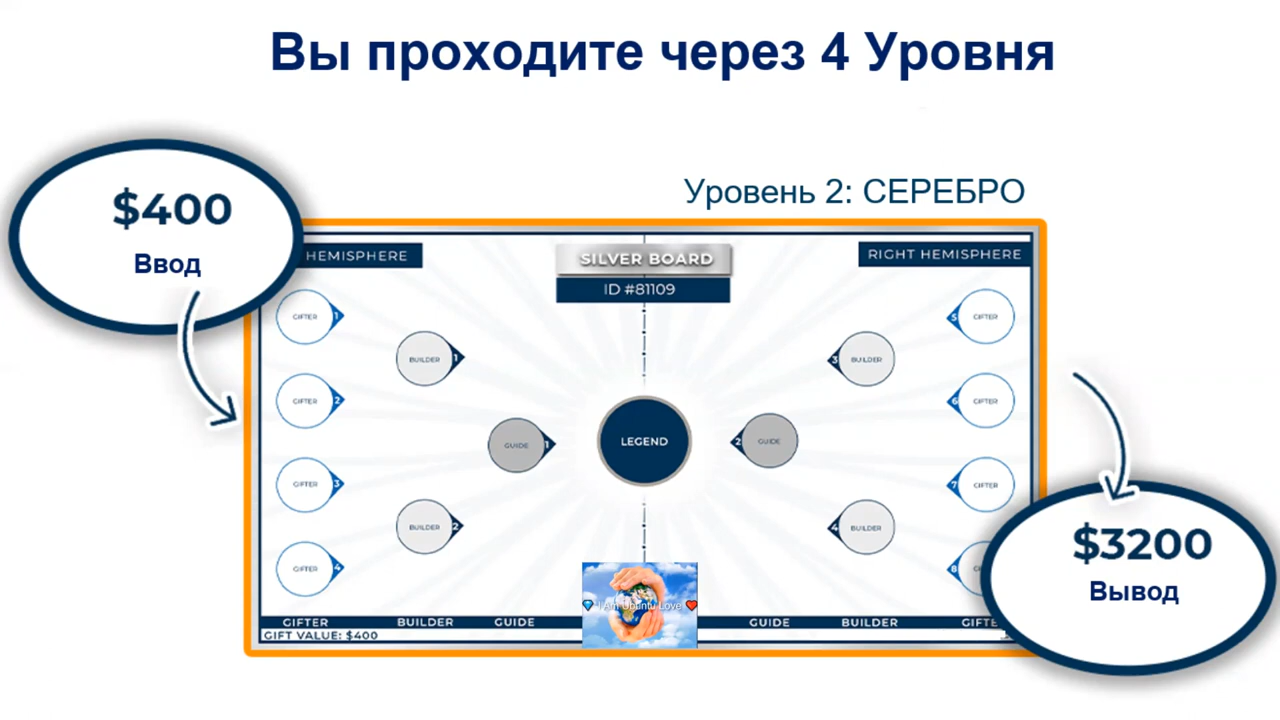 Вы проходите через 4 Уровня
Уровень 2: СЕРЕБРО
$400
Ввод
HEMISPHERE
SILVER BOARD
ID #81109
RIGHT HEMISPHERE
GIFTER 1
5 GIFTER
BUILDER 1
3 BUILDER
GIFTER 2
6 GIFTER
GUIDE 1
LEGEND
2 GUIDE
GIFTER 3
7 GIFTER
BUILDER 2
4 BUILDER
GIFTER 4
8
$3200
Вывод
I Am Ubuntu Love
GIFTER BUILDER GUIDE
GUIDE BUILDER GIFTE
GIFT VALUE: $400